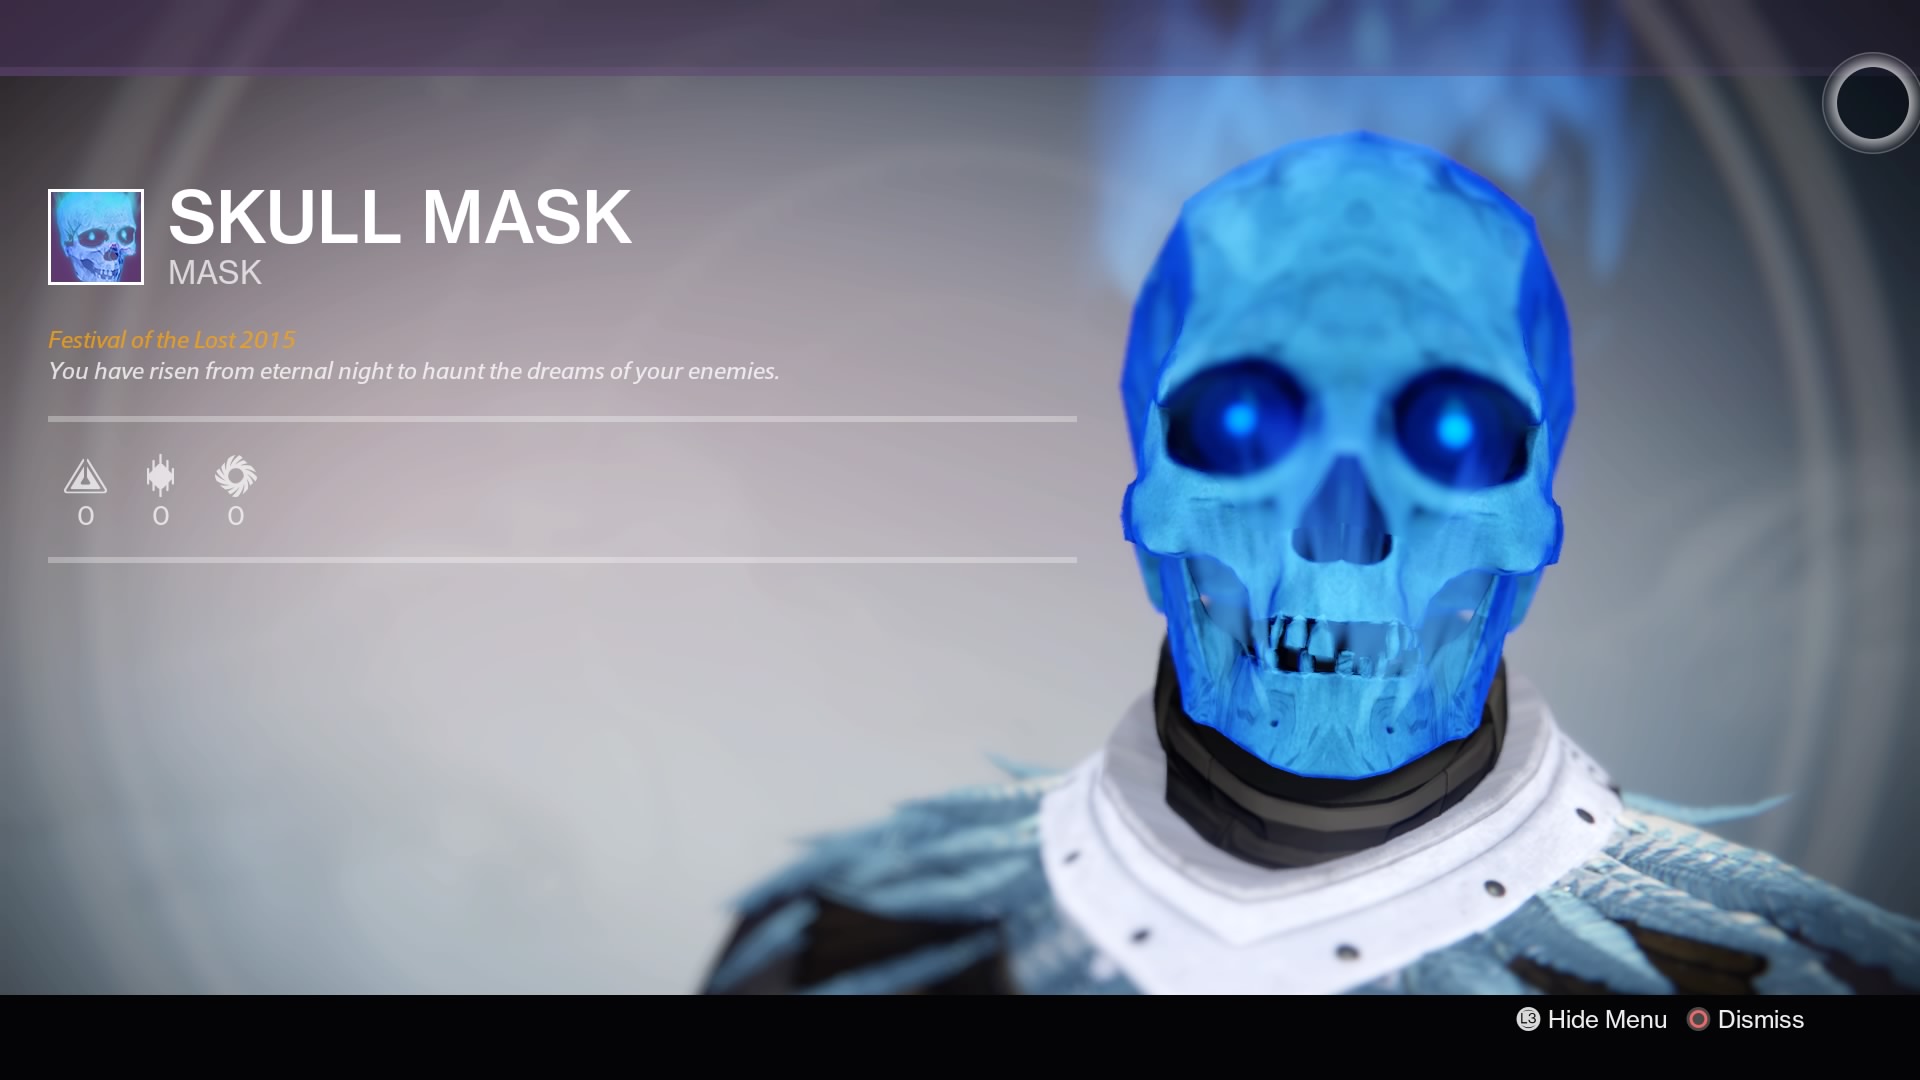 SKULL MASK
MASK
Festival of the Lost 2015
You have risen from eternal night to haunt the dreams of your enemies.
0 0 0
L3 Hide Menu Dismiss